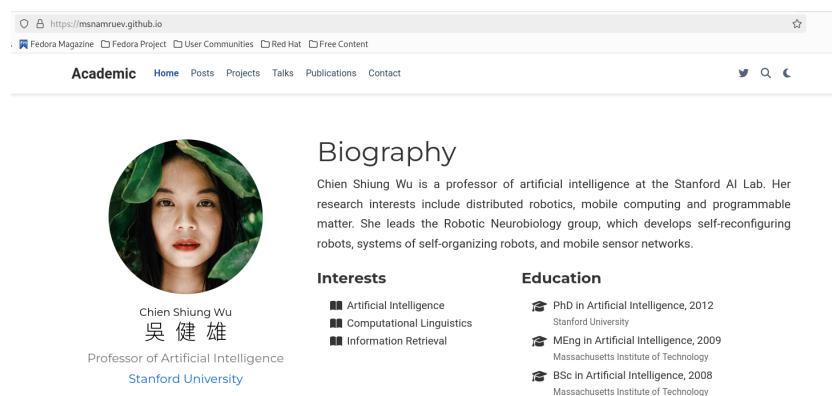 https://msnamruev.github.io
Fedora Magazine Fedora Project User Communities Red Hat Free Content
Academic Home Posts Projects Talks Publications Contact
Biography
Chien Shiung Wu is a professor of artificial intelligence at the Stanford AI Lab. Her
research interests include distributed robotics, mobile computing and programmable
matter. She leads the Robotic Neurobiology group, which develops self-reconfiguring
robots, systems of self-organizing robots, and mobile sensor networks.
Chien Shiung Wu
吳健雄
Professor of Artificial Intelligence
Stanford University
Interests
Artificial Intelligence
Computational Linguistics
Information Retrieval
Education
PhD in Artificial Intelligence, 2012
Stanford University
MEng in Artificial Intelligence, 2009
Massachusetts Institute of Technology
BSc in Artificial Intelligence, 2008
Massachusetts Institute of Technology